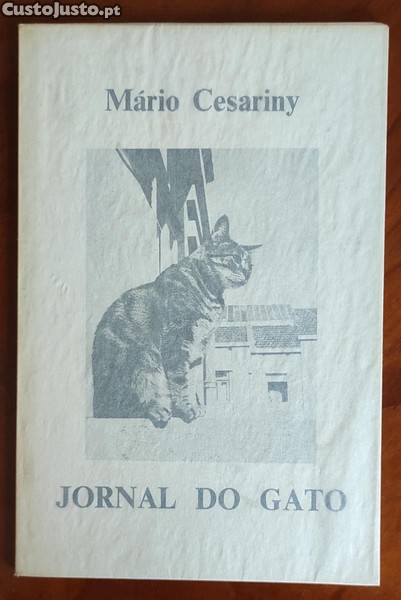 CustoJusto.pt
Mário Cesariny
JORNAL DO GATO